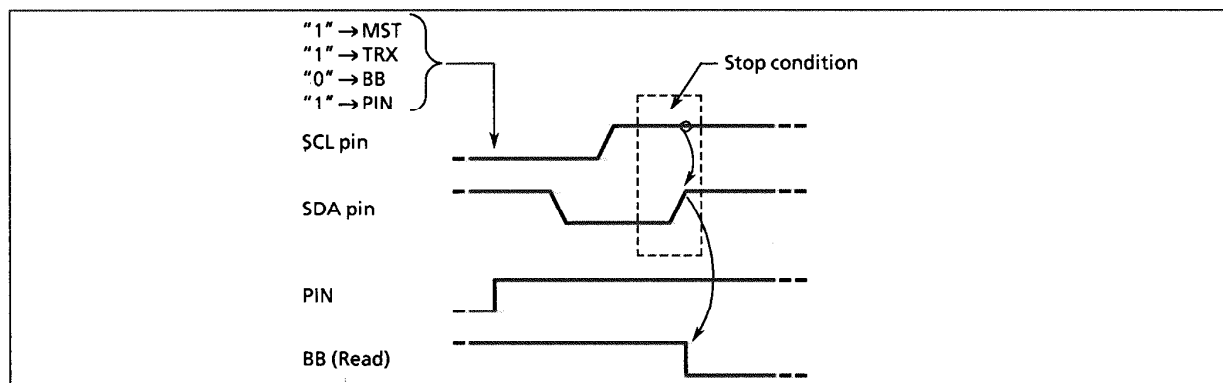 "1" → MST
"1" → TRX
"0" → BB
"1" → PIN
Stop condition
SCL pin
SDA pin
PIN
BB (Read)